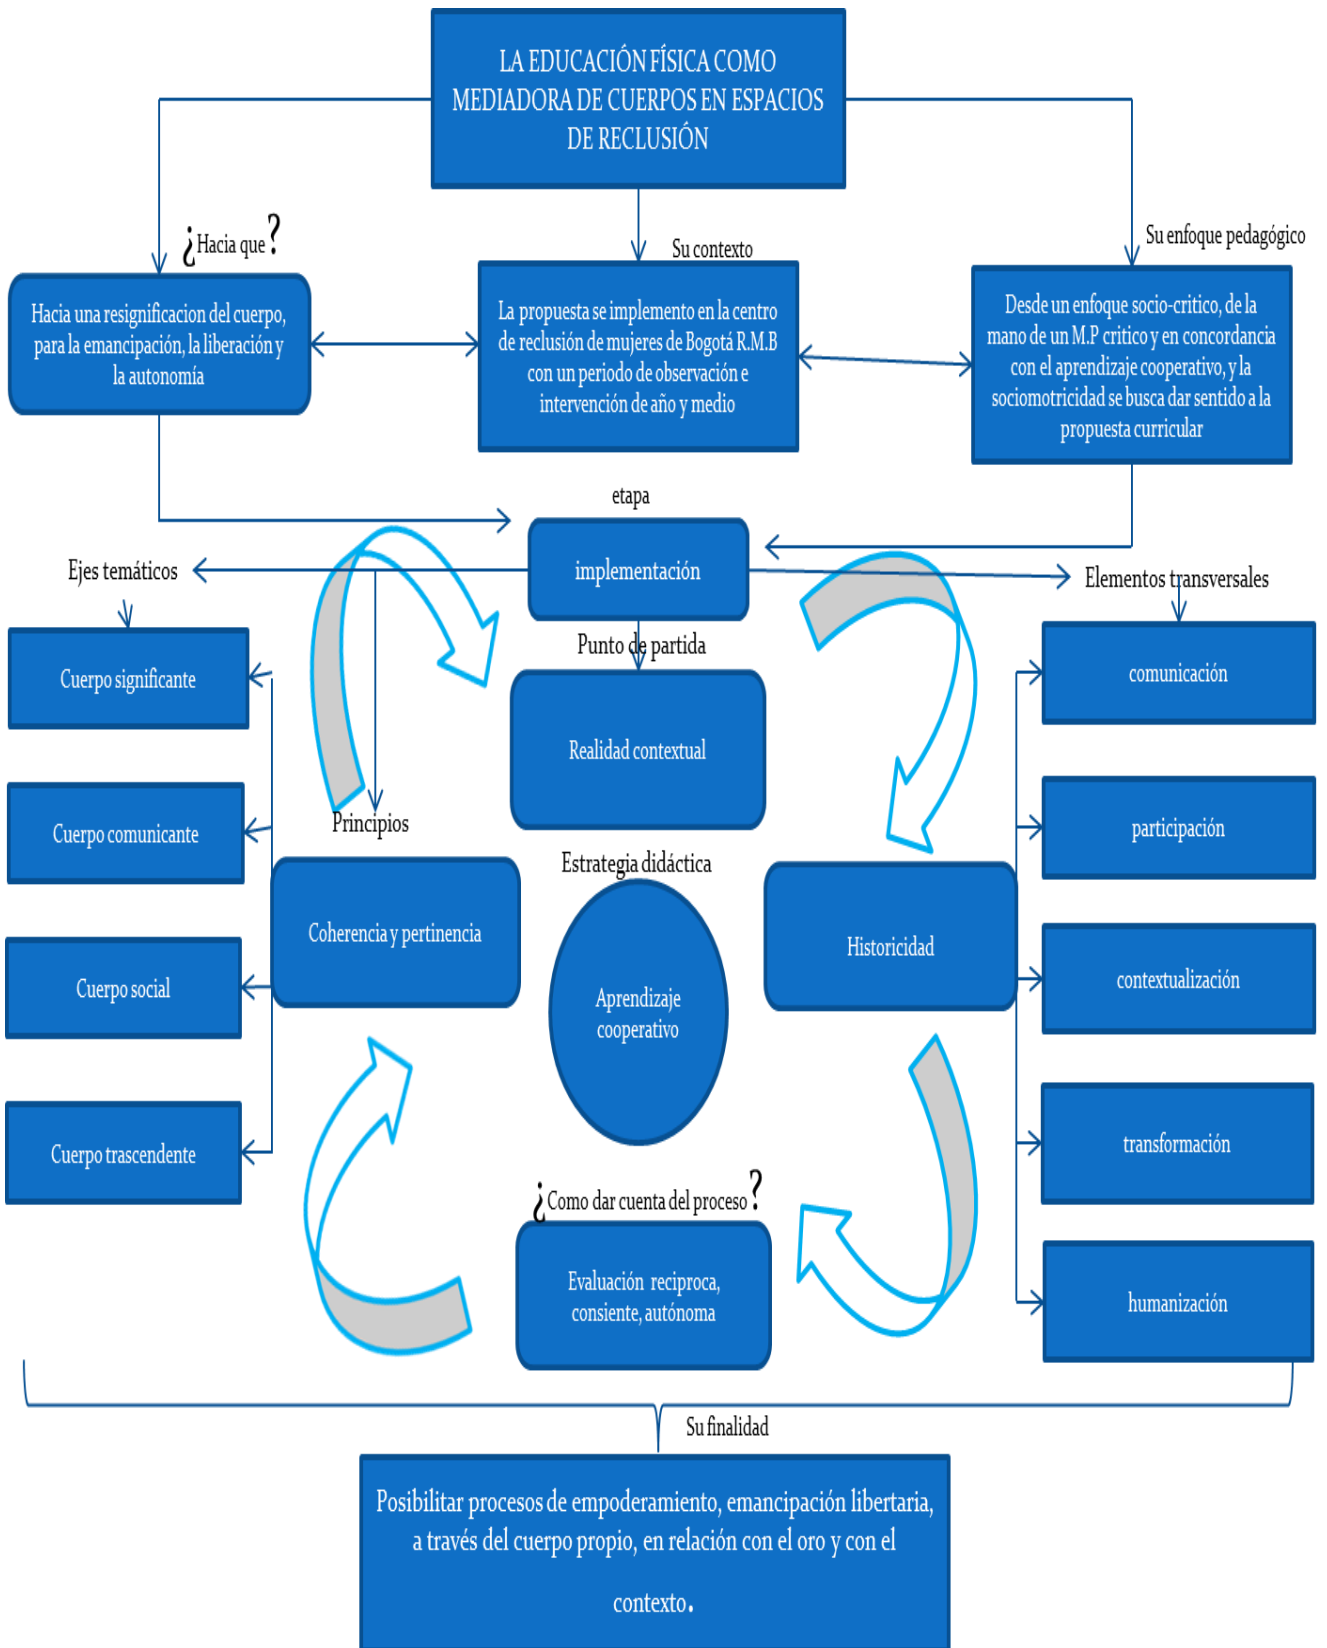 LA EDUCACIÓN FÍSICA COMO
MEDIADORA DE CUERPOS EN ESPACIOS
DE RECLUSIÓN
¿Hacia que?
Su contexto
Su enfoque pedagógico
Hacia una resignificacion del cuerpo,
para la emancipación, la liberación y
la autonomía
La propuesta se implemento en la centro
de reclusión de mujeres de Bogotá R.M.B
con un periodo de observación e
intervención de año y medio
Desde un enfoque socio-critico, de la
mano de un M.P critico y en concordancia
con el aprendizaje cooperativo, y la
sociomotricidad se busca dar sentido a la
propuesta curricular
etapa
implementación
Ejes temáticos
Elementos transversales
Punto de partida
Realidad contextual
Cuerpo significante
Cuerpo comunicante
Cuerpo social
Cuerpo trascendente
Principios
Coherencia y pertinencia
Estrategia didáctica
Aprendizaje
cooperativo
Historicidad
comunicación
participación
contextualización
transformación
humanización
¿Como dar cuenta del proceso?
Evaluación reciproca,
consiente, autónoma
Su finalidad
Posibilitar procesos de empoderamiento, emancipación libertaria,
a través del cuerpo propio, en relación con el oro y con el
contexto.